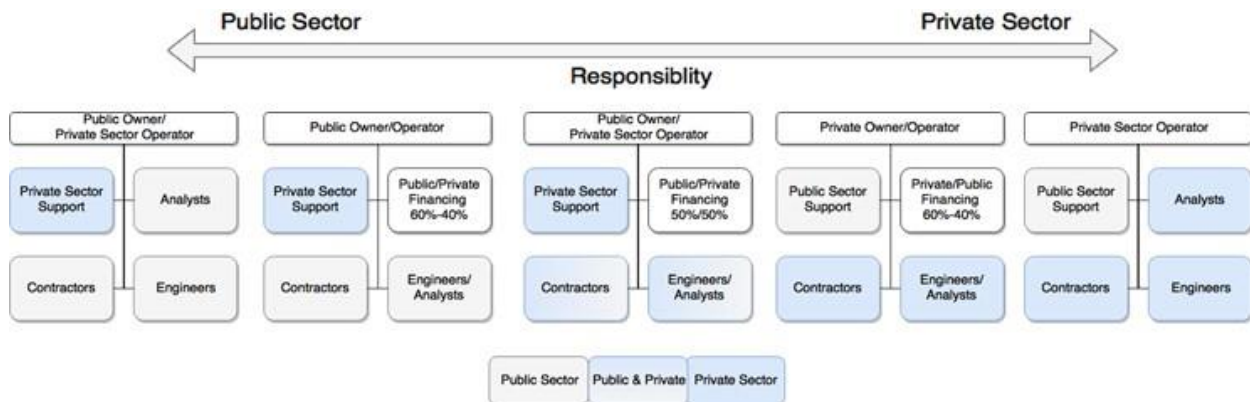 Public Sector
Private Sector
Responsiblity
Public Owner/
Private Sector Operator
Private Sector
Support
Analysts
Contractors
Engineers
Public Owner/Operator
Private Sector
Support
Public/Private
Financing
60%-40%
Contractors
Engineers/
Analysts
Public Owner/
Private Sector Operator
Private Sector
Support
Public/Private
Financing
50%/50%
Contractors
Engineers/
Analysts
Private Owner/Operator
Public Sector
Support
Private/Public
Financing
60%-40%
Contractors
Engineers/
Analysts
Private Sector Operator
Public Sector
Support
Analysts
Contractors
Engineers
Public Sector
Public & Private
Private Sector